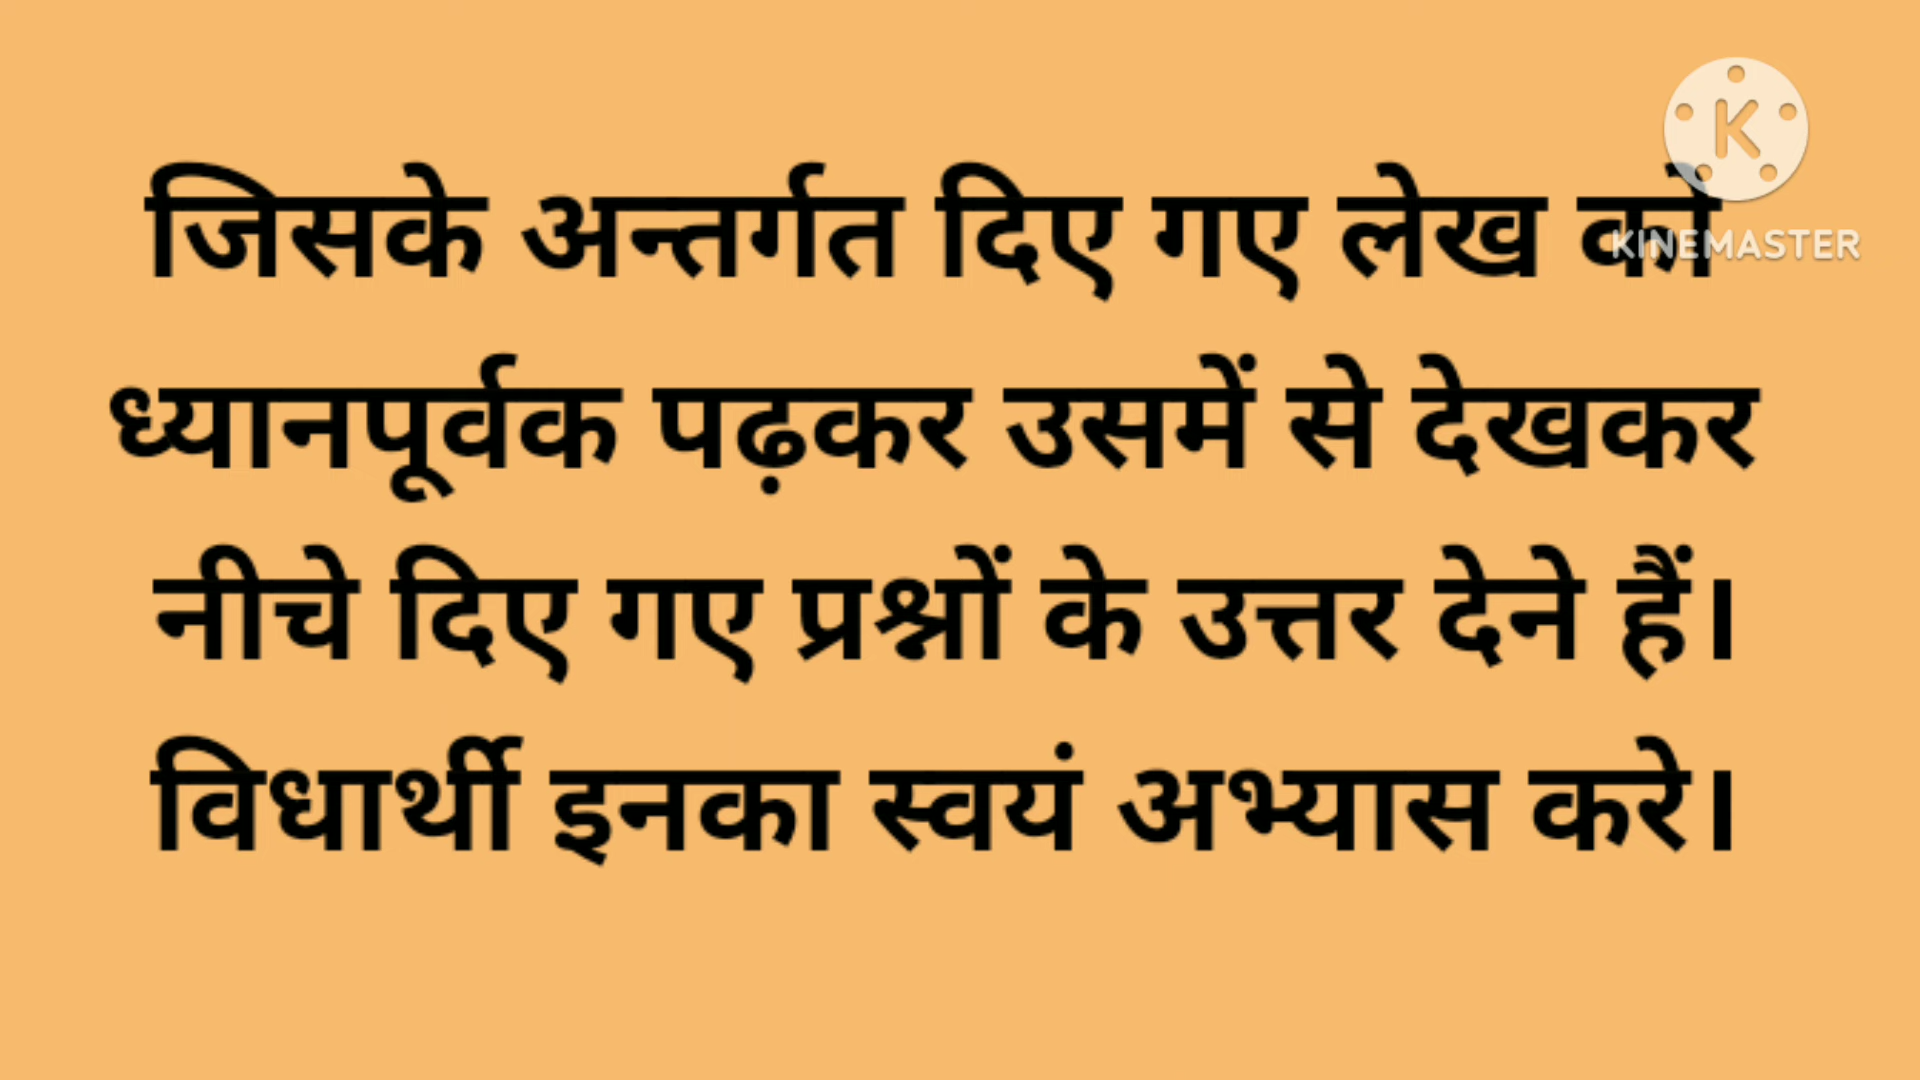 जिसके अन्तर्गत दिए गए लेख को
KINEMASTER
ध्यानपूर्वक पढ़कर उसमें से देखकर
नीचे दिए गए प्रश्नों के उत्तर देने हैं।
विधार्थी इनका स्वयं अभ्यास करे।